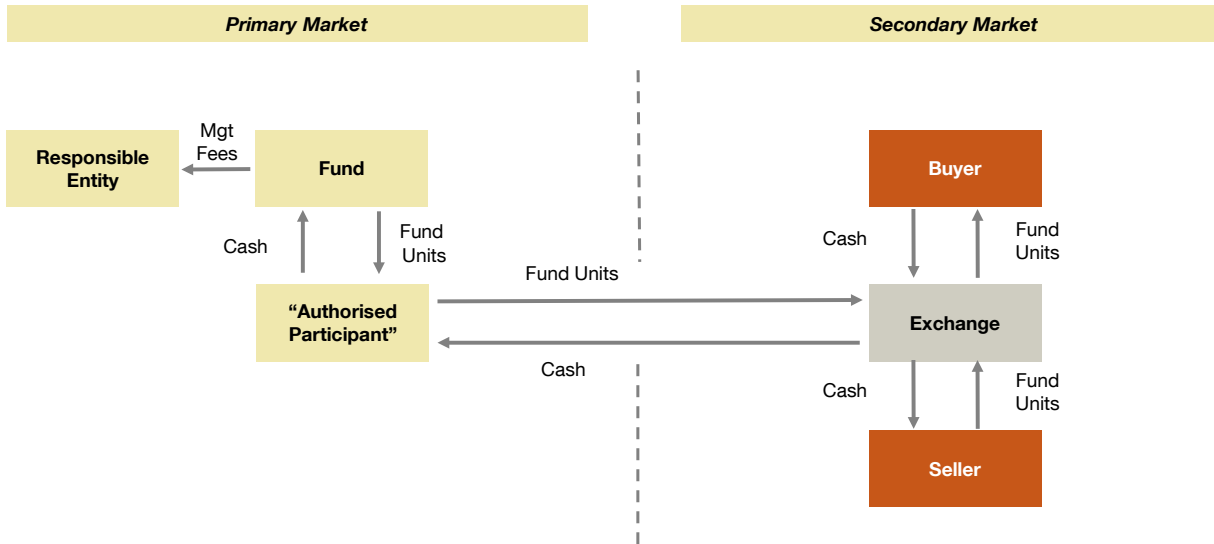 Primary Market
Secondary Market
Mgt
Fees
Responsible
Entity
Fund
Buyer
Cash
Fund
Units
Cash
Fund
Units
Fund Units
“Authorised
Participant”
Exchange
Cash
Cash
Fund
Units
Seller